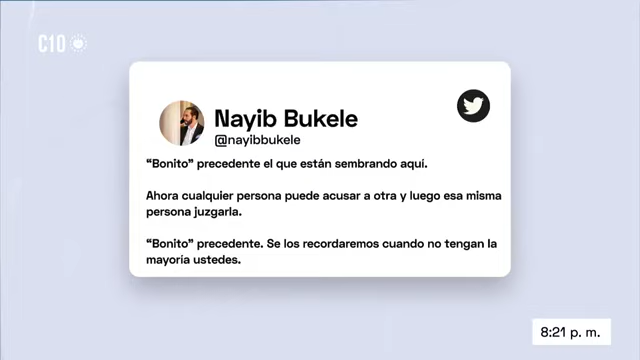 C10
Nayib Bukele
@nayibbukele
“Bonito” precedente el que están sembrando aquí.
Ahora cualquier persona puede acusar a otra y luego esa misma
persona juzgarla.
“Bonito” precedente. Se los recordaremos cuando no tengan la
mayoría ustedes.
8:21 p. m.